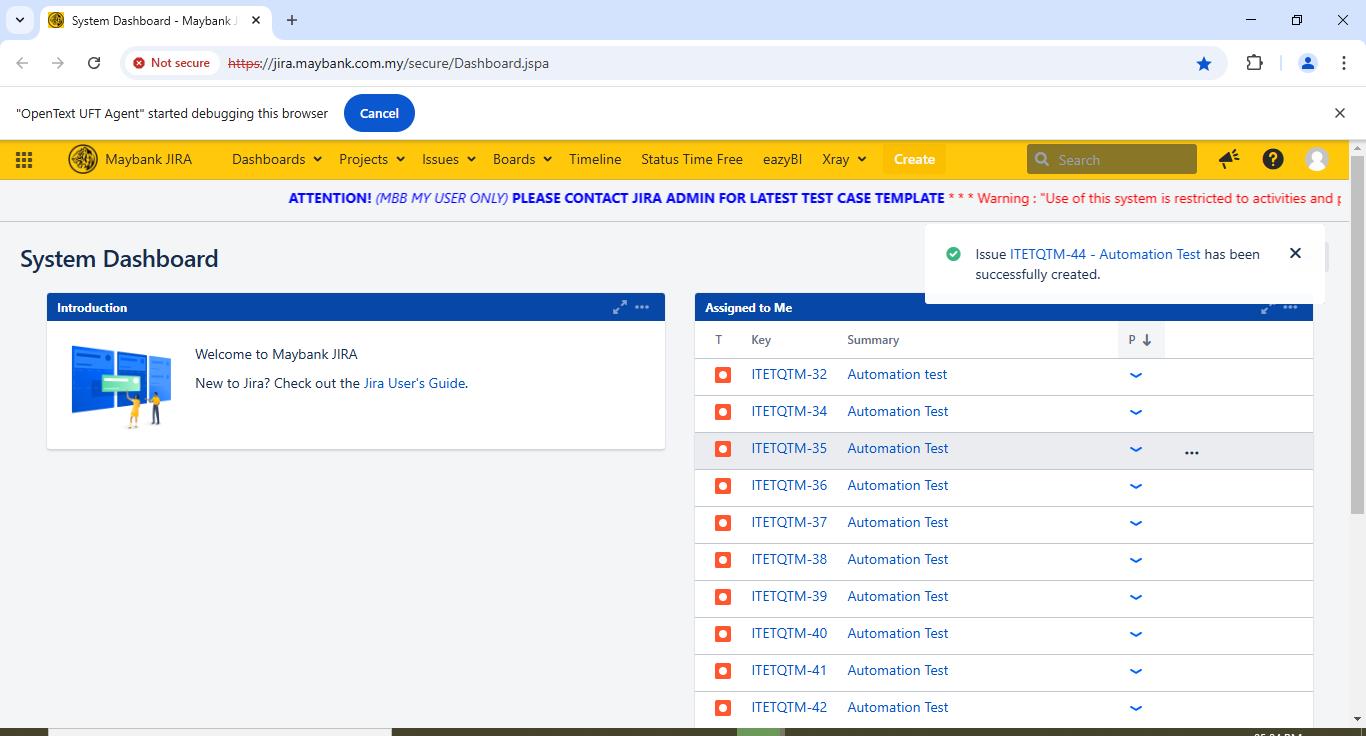 System Dashboard - Maybank J
Not secure
https://jira.maybank.com.my/secure/Dashboard.jspa
"OpenText UFT Agent" started debugging this browser
Cancel
Maybank JIRA
Dashboards
Projects
Issues
Boards
Timeline
Status Time Free
eazyBI
Xray
Create
Search
ATTENTION! (MBB MY USER ONLY) PLEASE CONTACT JIRA ADMIN FOR LATEST TEST CASE TEMPLATE * * * Warning : "Use of this system is restricted to activities and
System Dashboard
Issue ITETQTM-44 - Automation Test has been
successfully created.
Introduction
Welcome to Maybank JIRA
New to Jira? Check out the Jira User's Guide.
Assigned to Me
T Key Summary P
ITETQTM-32 Automation test
ITETQTM-34 Automation Test
ITETQTM-35 Automation Test
ITETQTM-36 Automation Test
ITETQTM-37 Automation Test
ITETQTM-38 Automation Test
ITETQTM-39 Automation Test
ITETQTM-40 Automation Test
ITETQTM-41 Automation Test
ITETQTM-42 Automation Test